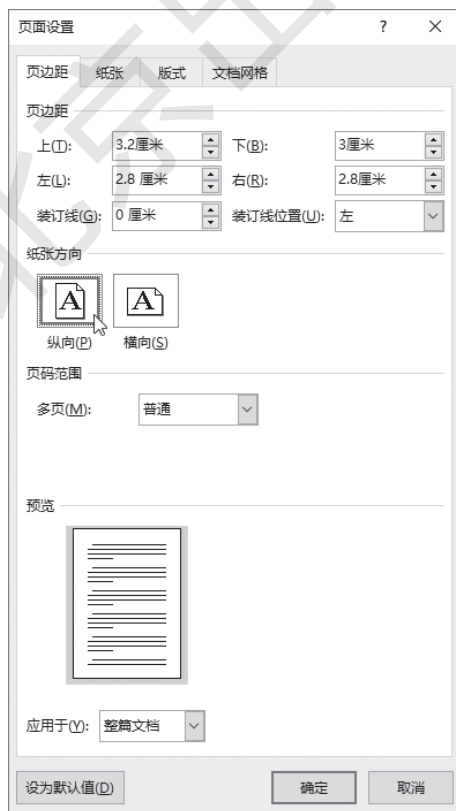 页面设置 ? ×
页边距 纸张 版式 文档网格
页边距
上(T): 3.2厘米 下(B): 3厘米
左(L): 2.8 厘米 右(R): 2.8厘米
装订线(G): 0 厘米 装订线位置(U): 左
纸张方向
A A
纵向(P) 横向(S)
页码范围
多页(M): 普通
预览
应用于(Y): 整篇文档
设为默认值(D) 确定 取消
北京出